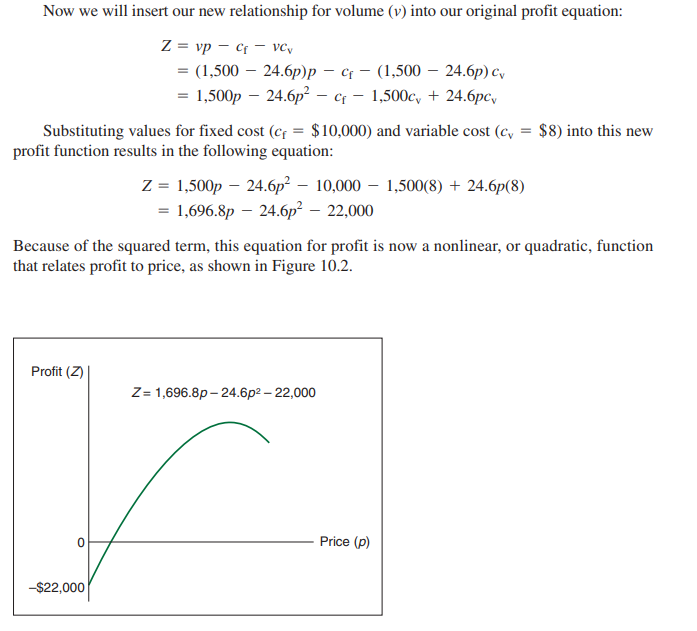 Now we will insert our new relationship for volume (v) into our original profit equation:
Z = vp − cf − vcv
= (1,500 − 24.6p)p − cf − (1,500 − 24.6p)cv
= 1,500p − 24.6p² − cf − 1,500cv + 24.6pcv
Substituting values for fixed cost (cf = $10,000) and variable cost (cv = $8) into this new
profit function results in the following equation:
Z = 1,500p − 24.6p² − 10,000 − 1,500(8) + 24.6p(8)
= 1,696.8p − 24.6p² − 22,000
Because of the squared term, this equation for profit is now a nonlinear, or quadratic, function
that relates profit to price, as shown in Figure 10.2.
Profit (Z)
Z = 1,696.8p – 24.6p² – 22,000
0
Price (p)
–$22,000